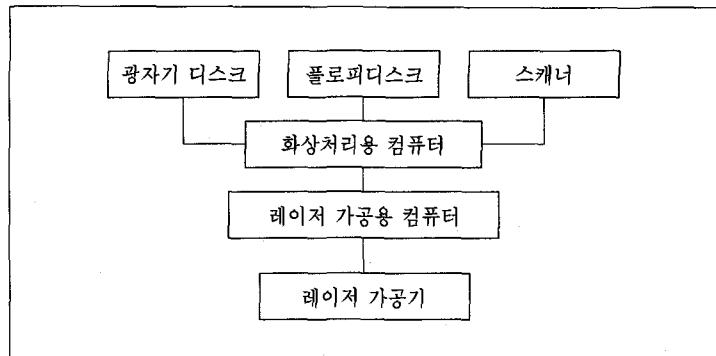 광자기 디스크
플로피디스크
스캐너
화상처리용 컴퓨터
레이저 가공용 컴퓨터
레이저 가공기